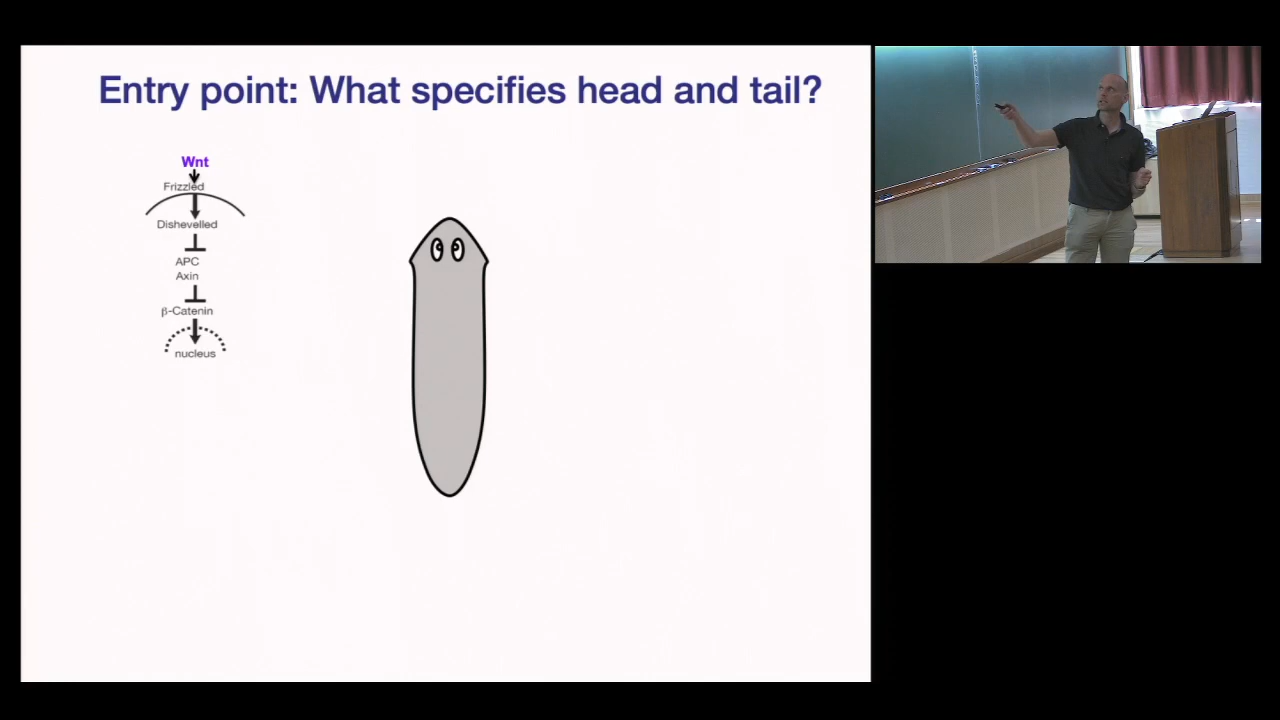 Entry point: What specifies head and tail?
Wnt
Frizzled
Dishevelled
APC
Axin
β-Catenin
nucleus